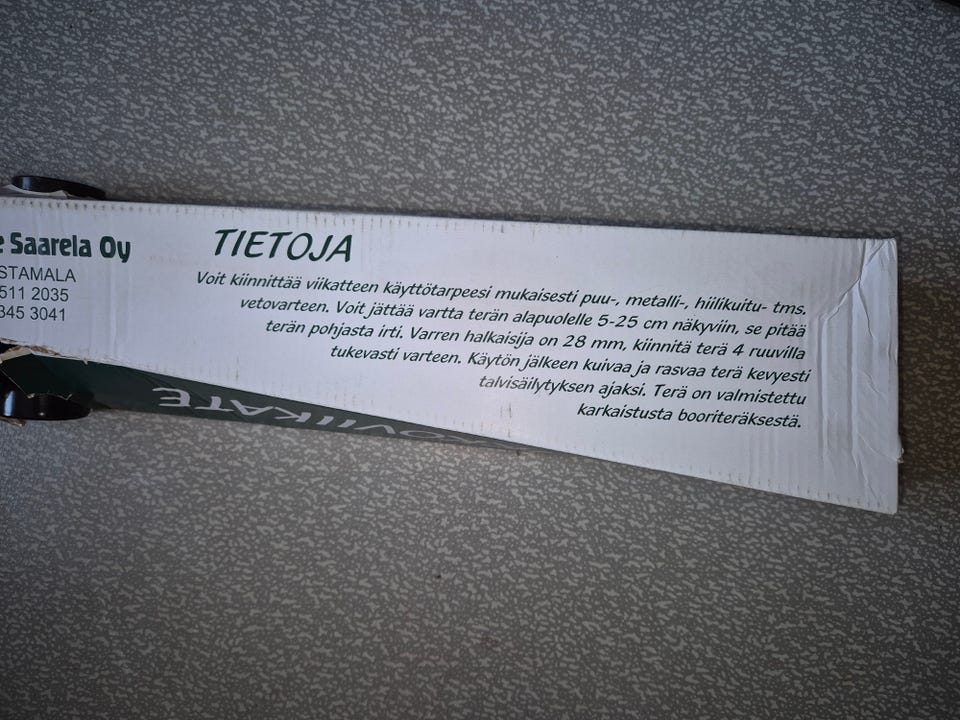 e Saarela Oy
STAMALA
511 2035
345 3041
TIETOJA
Voit kiinnittää viikatteen käyttötarpeesi mukaisesti puu-, metalli-, hiilikuitu- tms.
vetovarteen. Voit jättää vartta terän alapuolelle 5-25 cm näkyviin, se pitää
terän pohjasta irti. Varren halkaisija on 28 mm, kiinnitä terä 4 ruuvilla
tukevasti varteen. Käytön jälkeen kuivaa ja rasvaa terä kevyesti
talvisäilytyksen ajaksi. Terä on valmistettu
karkaistusta booriteräksestä.
KOVIIKATE